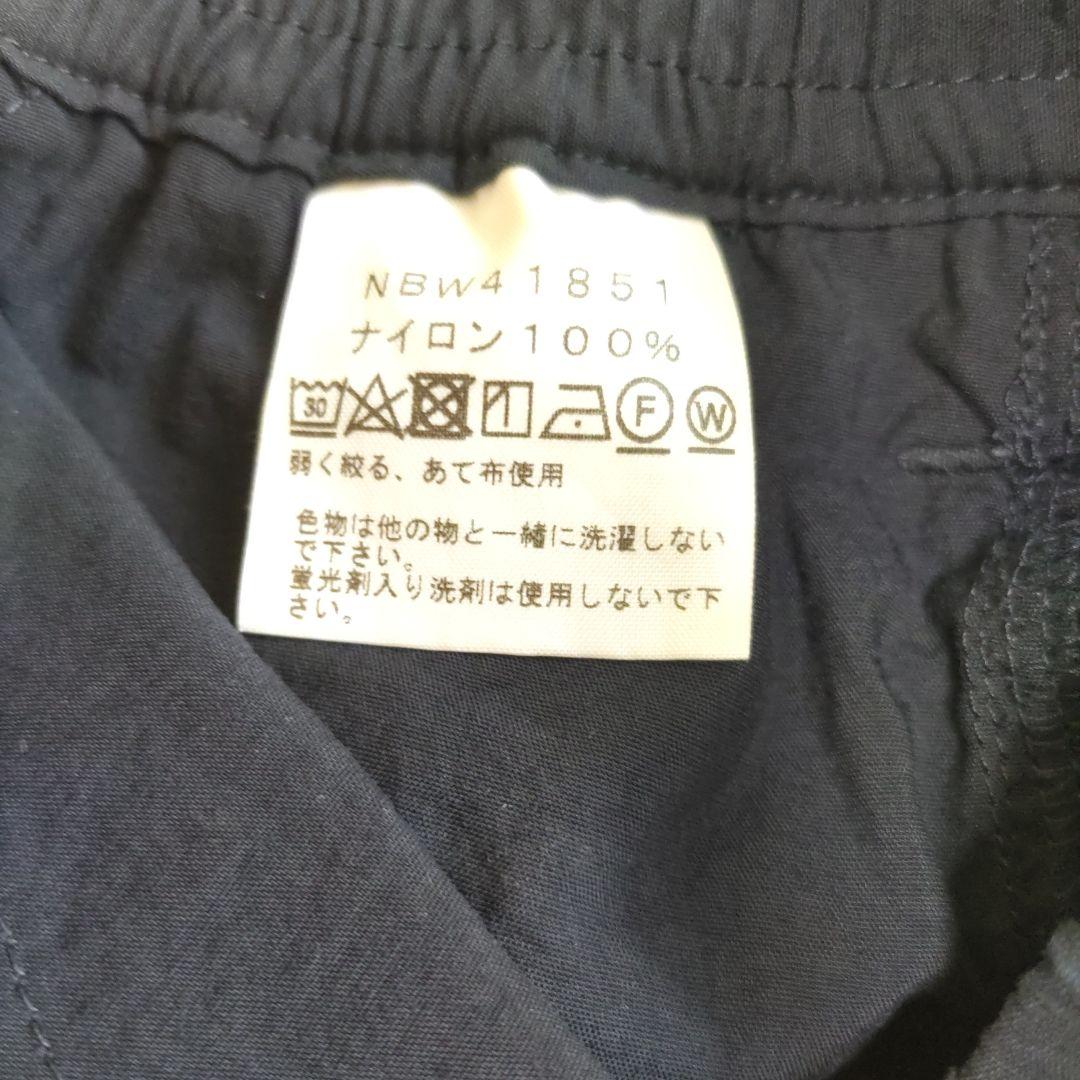 NBW41851
ナイロン100%
30 F W
弱く絞る、あて布使用
色物は他の物と一緒に洗濯しない
で下さい。
蛍光剤入り洗剤は使用しないで下
さい。